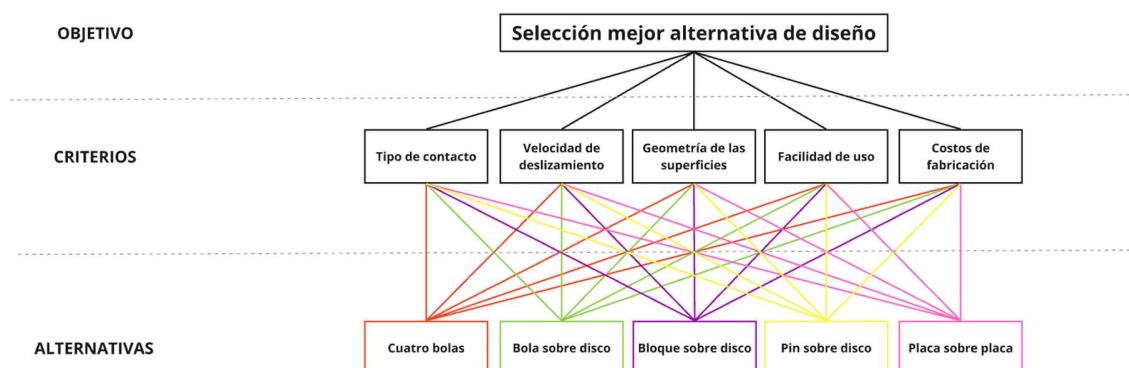 OBJETIVO
Selección mejor alternativa de diseño
CRITERIOS
Tipo de contacto
Velocidad de
deslizamiento
Geometría de las
superficies
Facilidad de uso
Costos de
fabricación
ALTERNATIVAS
Cuatro bolas
Bola sobre disco
Bloque sobre disco
Pin sobre disco
Placa sobre placa